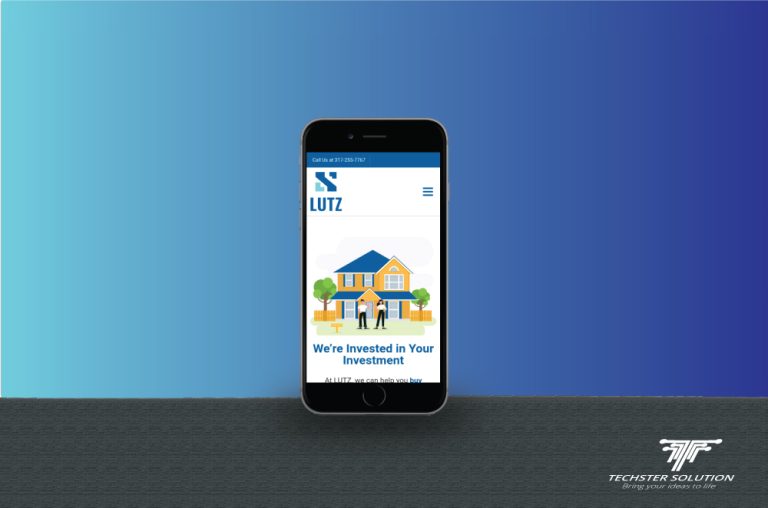 Call Us at 317-255-7767
LUTZ
We're Invested in Your
Investment
At LUTZ, we can help you buy
TECHSTER SOLUTION
Bring your ideas to life